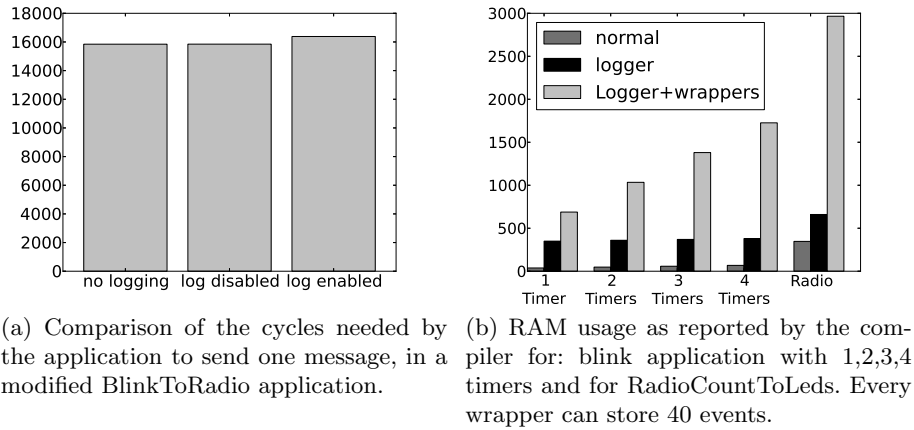 18000
16000
14000
12000
10000
8000
6000
4000
2000
0
no logging log disabled log enabled
(a) Comparison of the cycles needed by
the application to send one message, in a
modified BlinkToRadio application.
3000
2500
2000
1500
1000
500
0
normal
logger
Logger+wrappers
1 2 3 4 Radio
Timer Timers Timers Timers
(b) RAM usage as reported by the com-
piler for: blink application with 1,2,3,4
timers and for RadioCountToLeds. Every
wrapper can store 40 events.